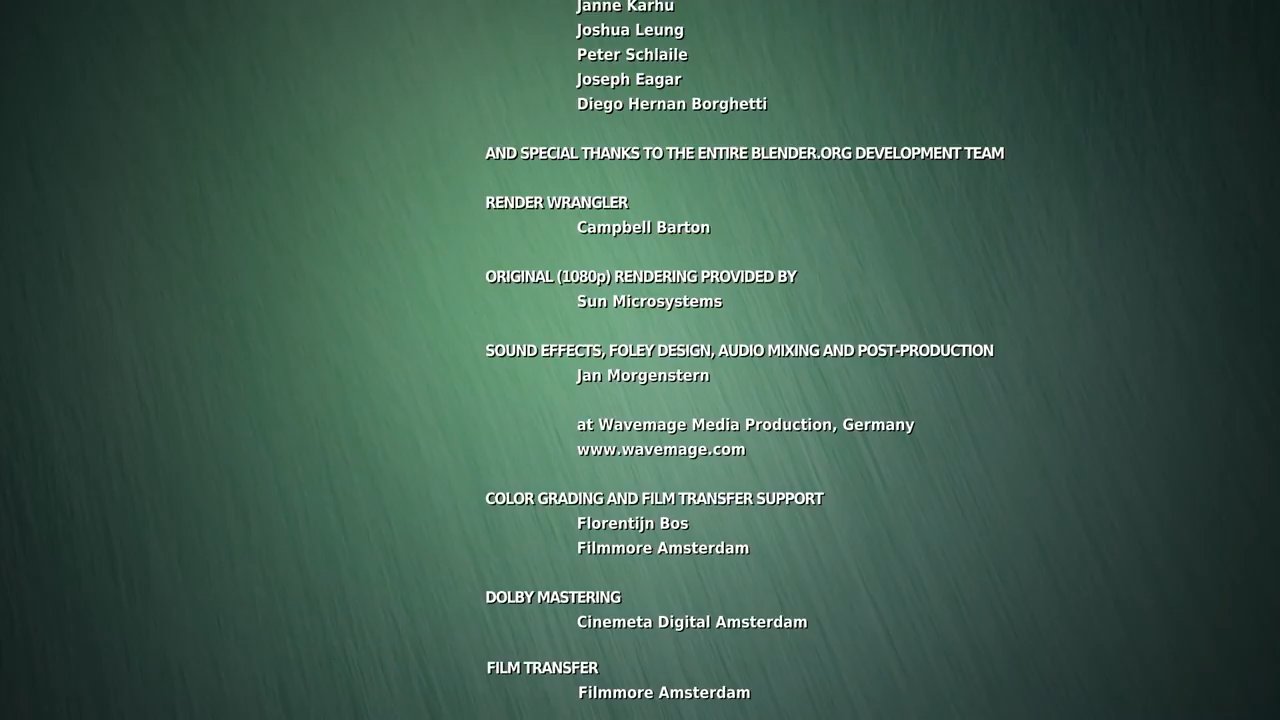 Janne Karhu
Joshua Leung
Peter Schlaile
Joseph Eagar
Diego Hernan Borghetti
AND SPECIAL THANKS TO THE ENTIRE BLENDER.ORG DEVELOPMENT TEAM
RENDER WRANGLER
Campbell Barton
ORIGINAL (1080p) RENDERING PROVIDED BY
Sun Microsystems
SOUND EFFECTS, FOLEY DESIGN, AUDIO MIXING AND POST-PRODUCTION
Jan Morgenstern
at Wavemage Media Production, Germany
www.wavemage.com
COLOR GRADING AND FILM TRANSFER SUPPORT
Florentijn Bos
Filmmore Amsterdam
DOLBY MASTERING
Cinemeta Digital Amsterdam
FILM TRANSFER
Filmmore Amsterdam